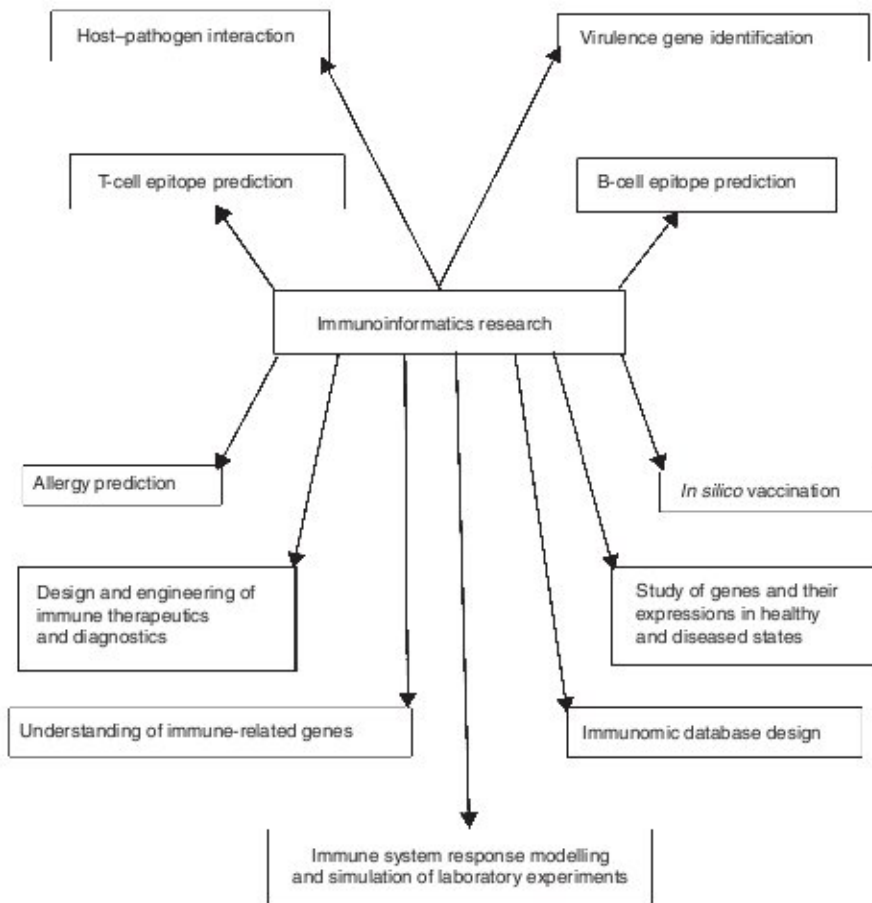 Host–pathogen interaction
Virulence gene identification
T-cell epitope prediction
B-cell epitope prediction
Immunoinformatics research
Allergy prediction
In silico vaccination
Design and engineering of
immune therapeutics
and diagnostics
Study of genes and their
expressions in healthy
and diseased states
Understanding of immune-related genes
Immunomic database design
Immune system response modelling
and simulation of laboratory experiments